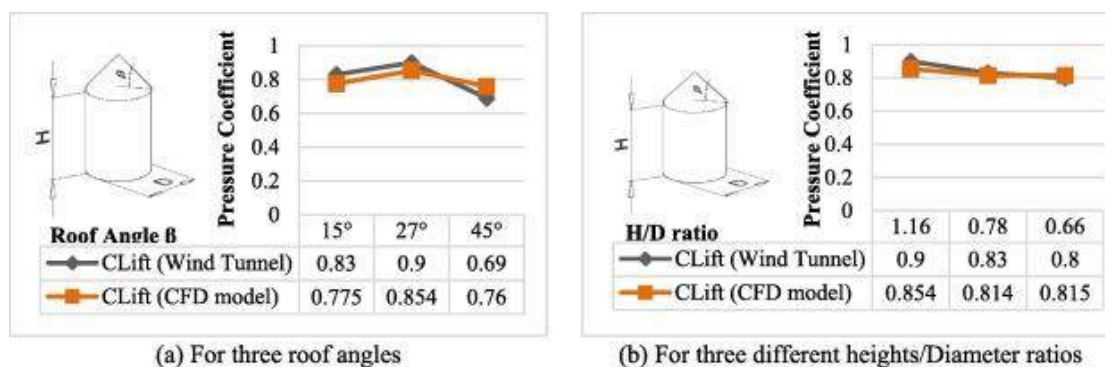 Pressure Coefficient
1
0.8
0.6
0.4
0.2
0
H
β
D
Roof Angle β 15° 27° 45°
CLift (Wind Tunnel) 0.83 0.9 0.69
CLift (CFD model) 0.775 0.854 0.76
(a) For three roof angles
Pressure Coefficient
1
0.8
0.6
0.4
0.2
0
H
D
H/D ratio 1.16 0.78 0.66
CLift (Wind Tunnel) 0.9 0.83 0.8
CLift (CFD model) 0.854 0.814 0.815
(b) For three different heights/Diameter ratios